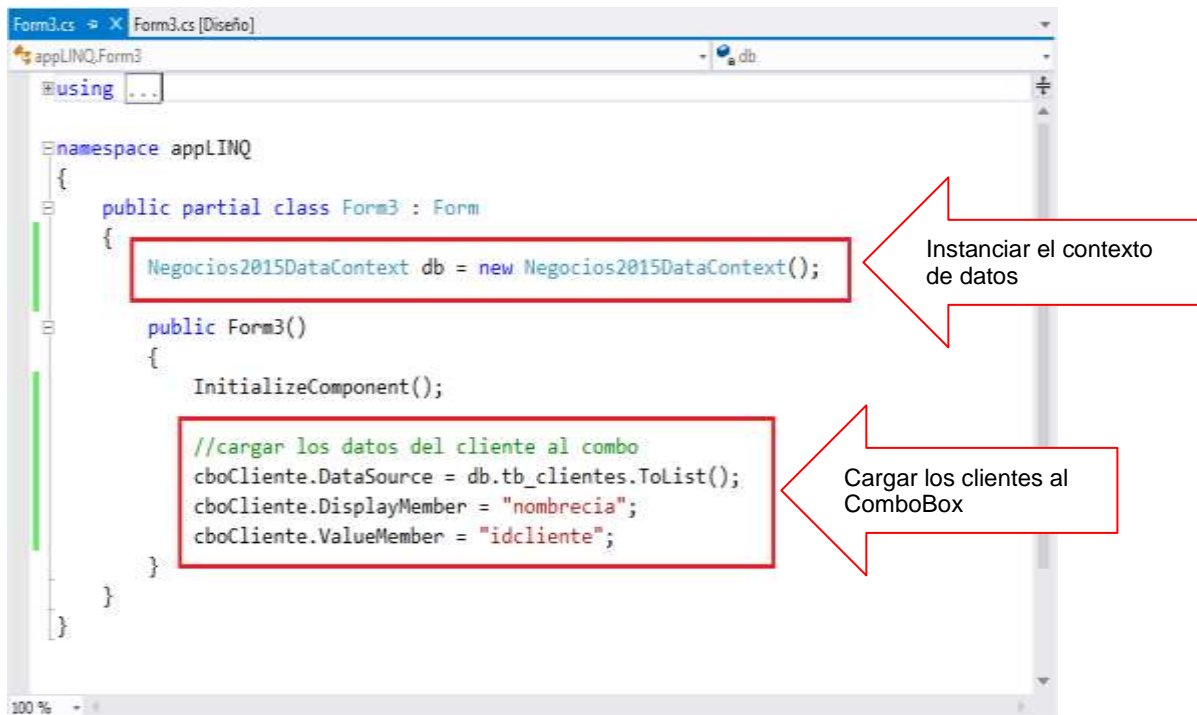 Form3.cs Form3.cs [Diseño]
appLINQ.Form3 db
using ...
namespace appLINQ
{
public partial class Form3 : Form
{
Negocios2015DataContext db = new Negocios2015DataContext();
Instanciar el contexto
de datos
public Form3()
{
InitializeComponent();
//cargar los datos del cliente al combo
cboCliente.DataSource = db.tb_clientes.ToList();
cboCliente.DisplayMember = "nombrecia";
cboCliente.ValueMember = "idcliente";
Cargar los clientes al
ComboBox
}
}
}
100 %